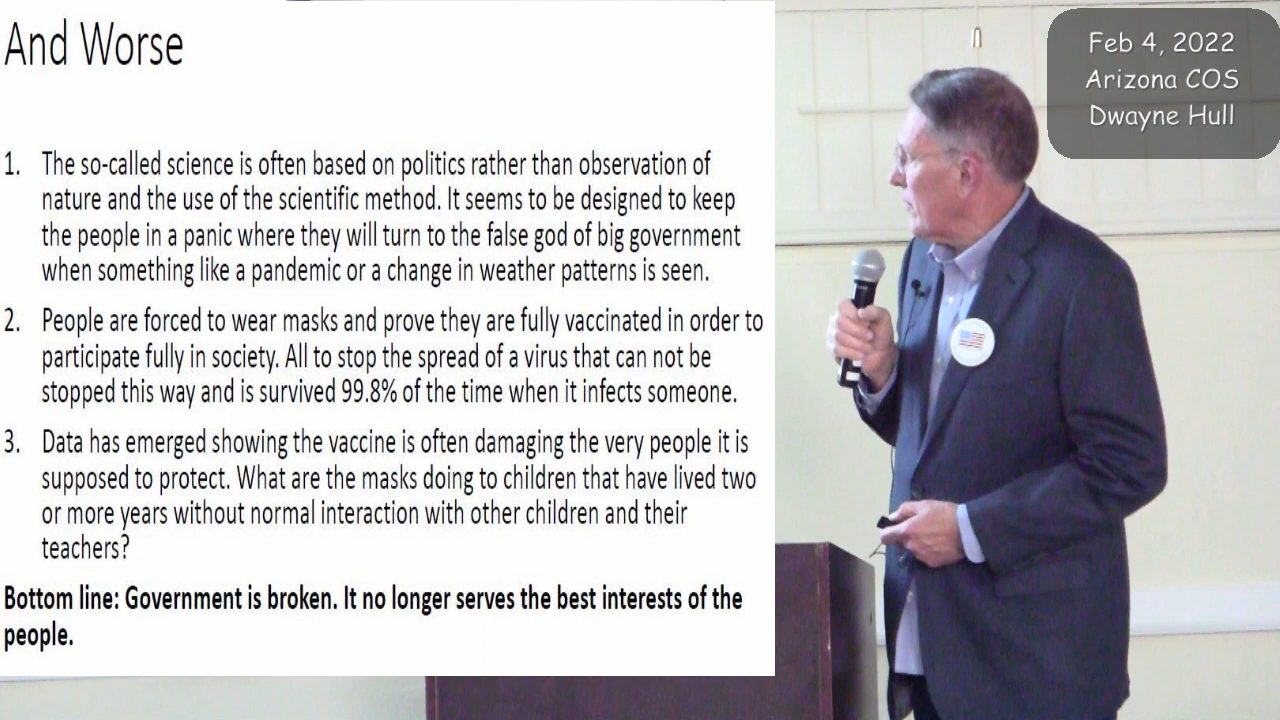 And Worse
1. The so-called science is often based on politics rather than observation of
nature and the use of the scientific method. It seems to be designed to keep
the people in a panic where they will turn to the false god of big government
when something like a pandemic or a change in weather patterns is seen.
2. People are forced to wear masks and prove they are fully vaccinated in order to
participate fully in society. All to stop the spread of a virus that can not be
stopped this way and is survived 99.8% of the time when it infects someone.
3. Data has emerged showing the vaccine is often damaging the very people it is
supposed to protect. What are the masks doing to children that have lived two
or more years without normal interaction with other children and their
teachers?
Bottom line: Government is broken. It no longer serves the best interests of the
people.
Feb 4, 2022
Arizona COS
Dwayne Hull